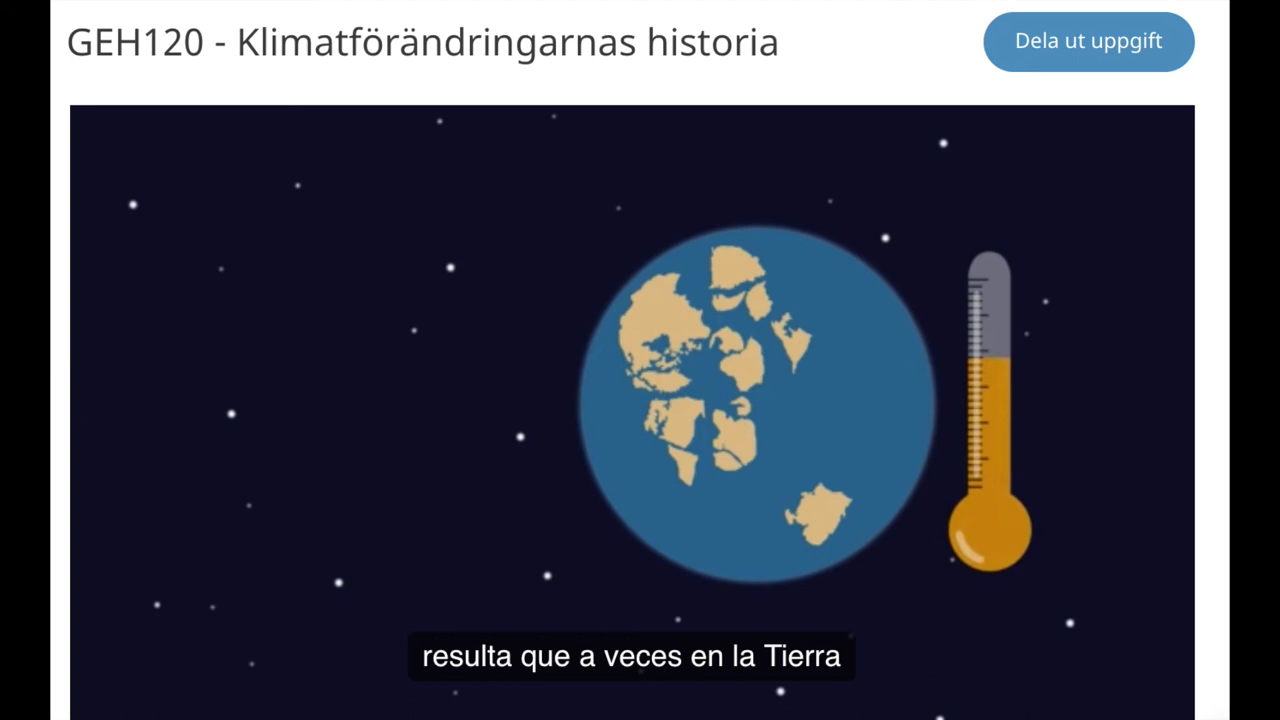 GEH120 - Klimatförändringarnas historia
Dela ut uppgift
resulta que a veces en la Tierra